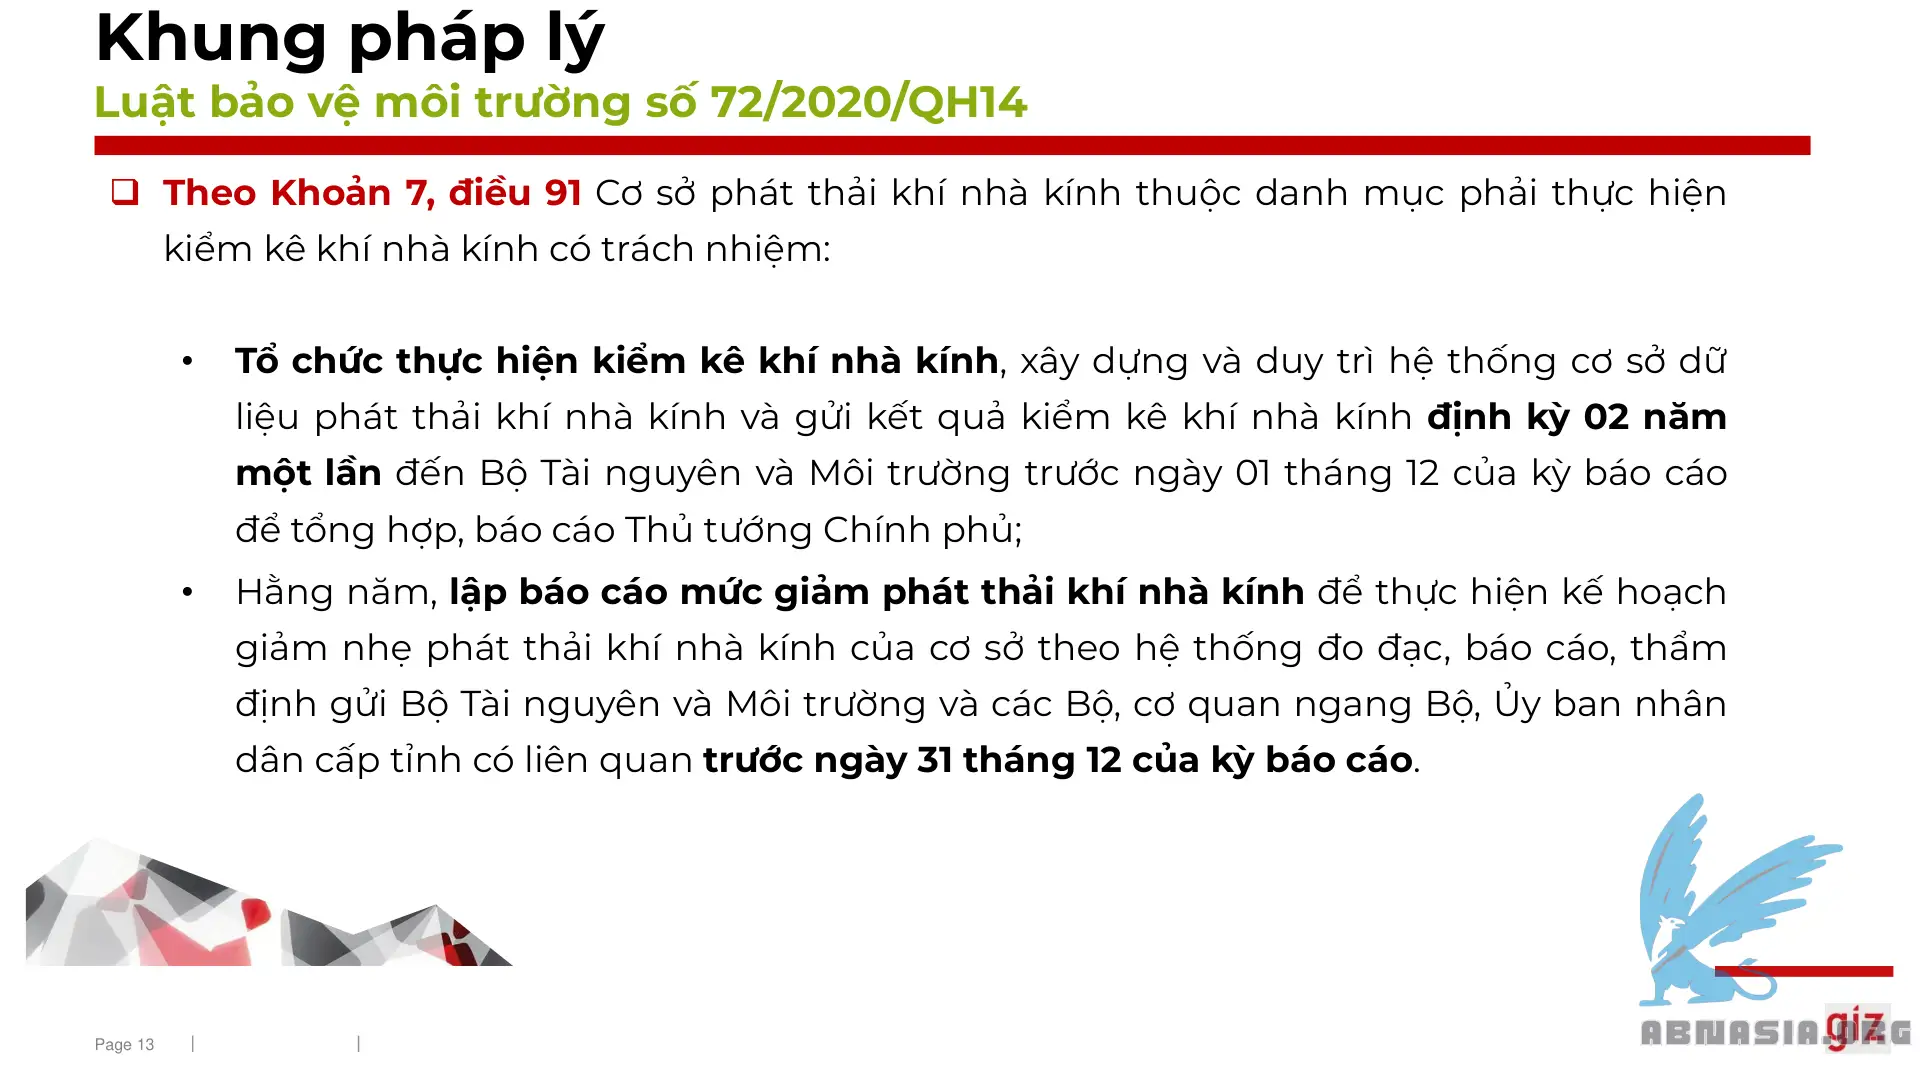 Khung pháp lý
Luật bảo vệ môi trường số 72/2020/QH14
Theo Khoản 7, điều 91 Cơ sở phát thải khí nhà kính thuộc danh mục phải thực hiện
kiểm kê khí nhà kính có trách nhiệm:
• Tổ chức thực hiện kiểm kê khí nhà kính, xây dựng và duy trì hệ thống cơ sở dữ
liệu phát thải khí nhà kính và gửi kết quả kiểm kê khí nhà kính định kỳ 02 năm
một lần đến Bộ Tài nguyên và Môi trường trước ngày 01 tháng 12 của kỳ báo cáo
để tổng hợp, báo cáo Thủ tướng Chính phủ;
• Hằng năm, lập báo cáo mức giảm phát thải khí nhà kính để thực hiện kế hoạch
giảm nhẹ phát thải khí nhà kính của cơ sở theo hệ thống đo đạc, báo cáo, thẩm
định gửi Bộ Tài nguyên và Môi trường và các Bộ, cơ quan ngang Bộ, Ủy ban nhân
dân cấp tỉnh có liên quan trước ngày 31 tháng 12 của kỳ báo cáo.
Page 13
giz
ABNASIA.ORG